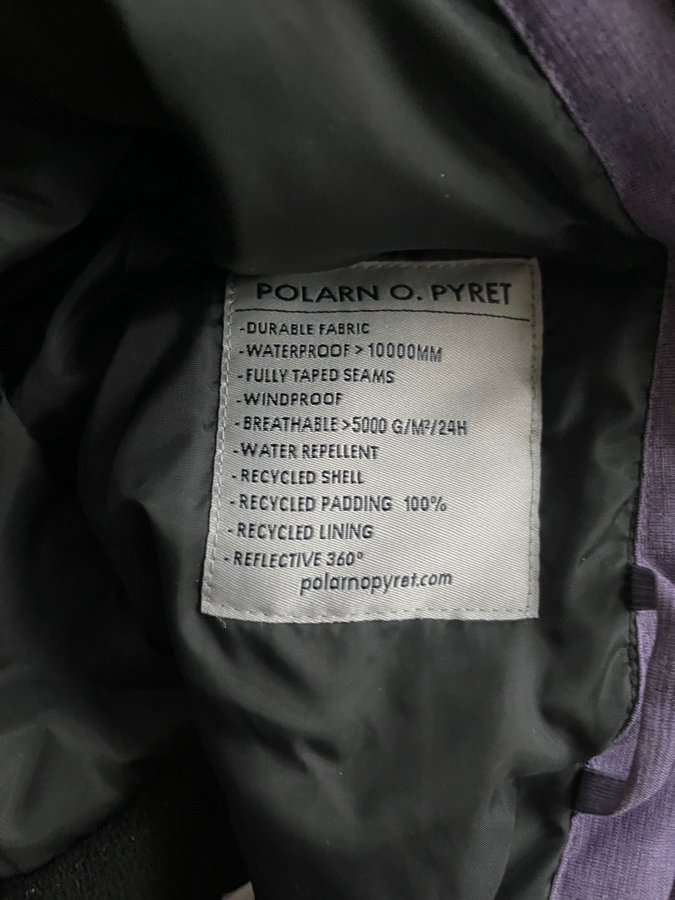 POLARN O. PYRET
-DURABLE FABRIC
-WATERPROOF > 10000MM
-FULLY TAPED SEAMS
-WINDPROOF
-BREATHABLE >5000 G/M²/24H
-WATER REPELLENT
-RECYCLED SHELL
-RECYCLED PADDING 100%
-RECYCLED LINING
-REFLECTIVE 360°
polarnopyret.com